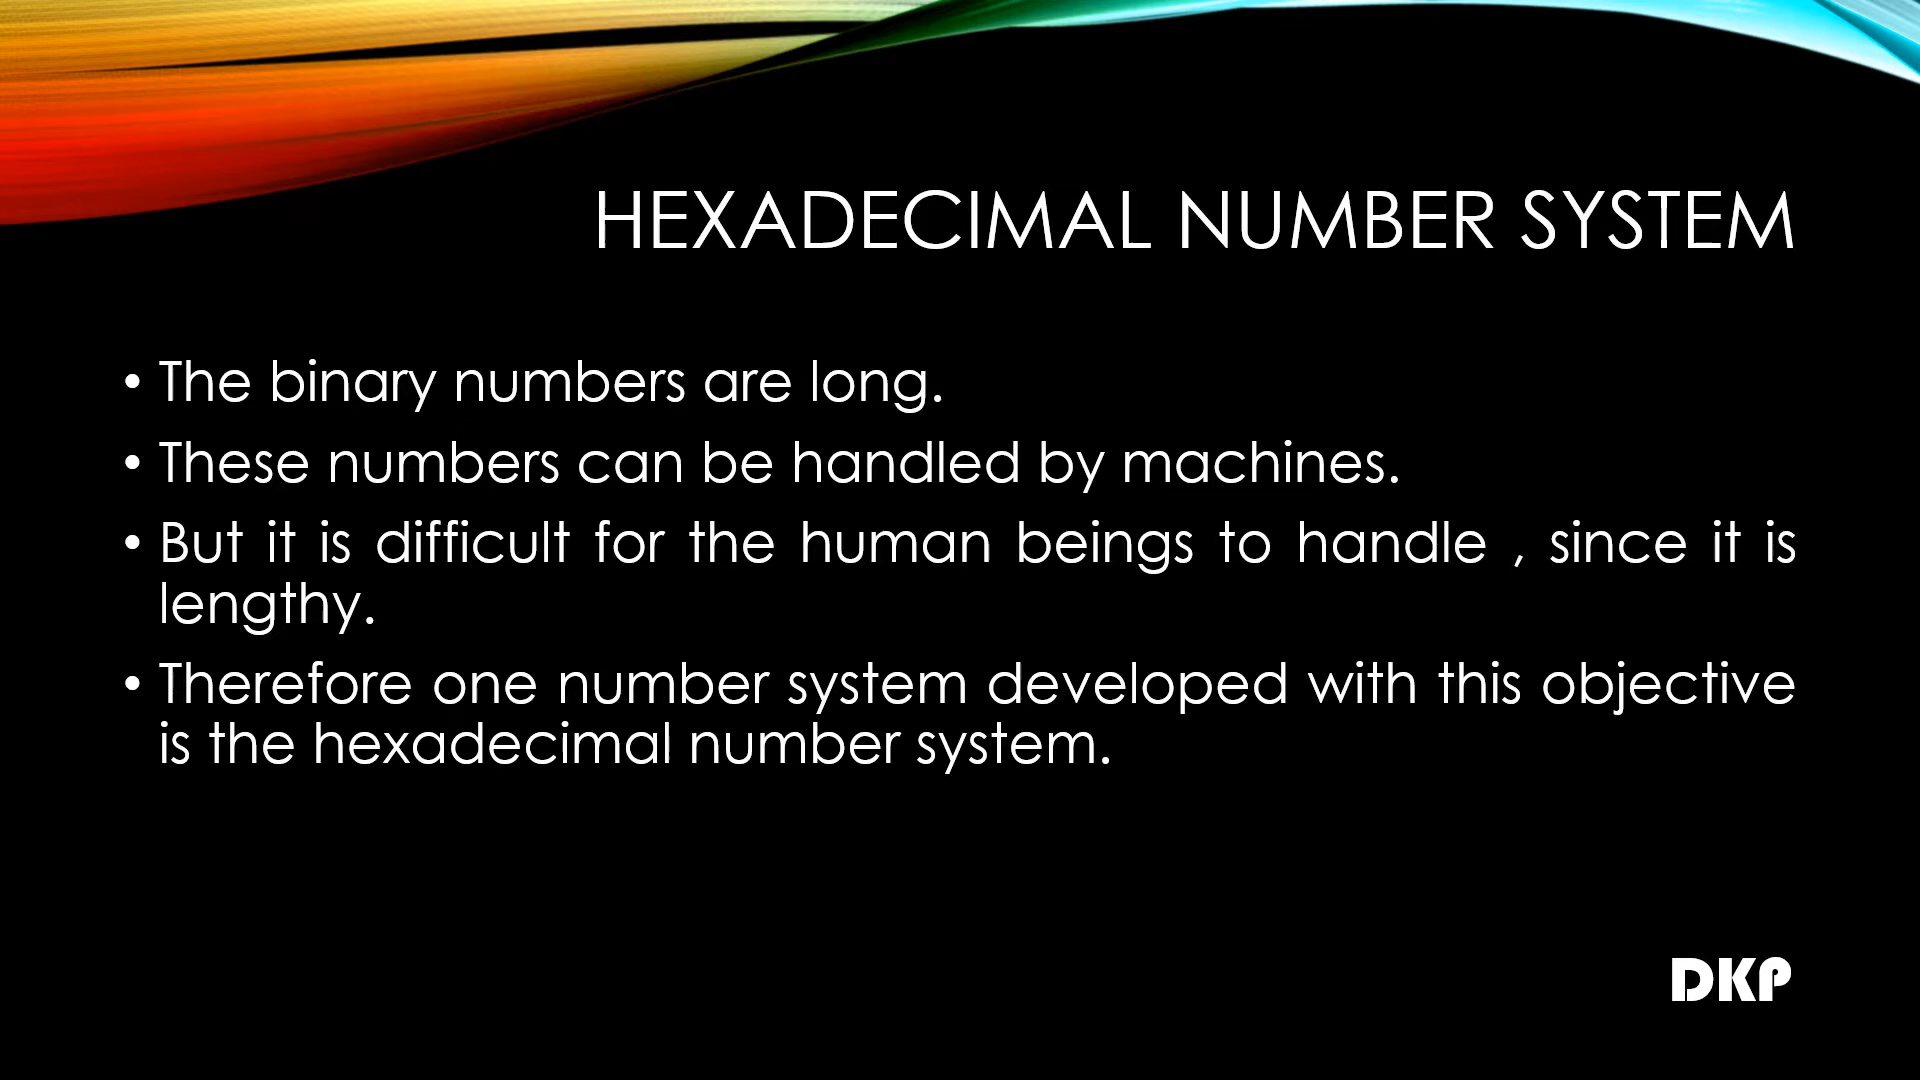 HEXADECIMAL NUMBER SYSTEM
• The binary numbers are long.
• These numbers can be handled by machines.
• But it is difficult for the human beings to handle , since it is
lengthy.
• Therefore one number system developed with this objective
is the hexadecimal number system.
DKP